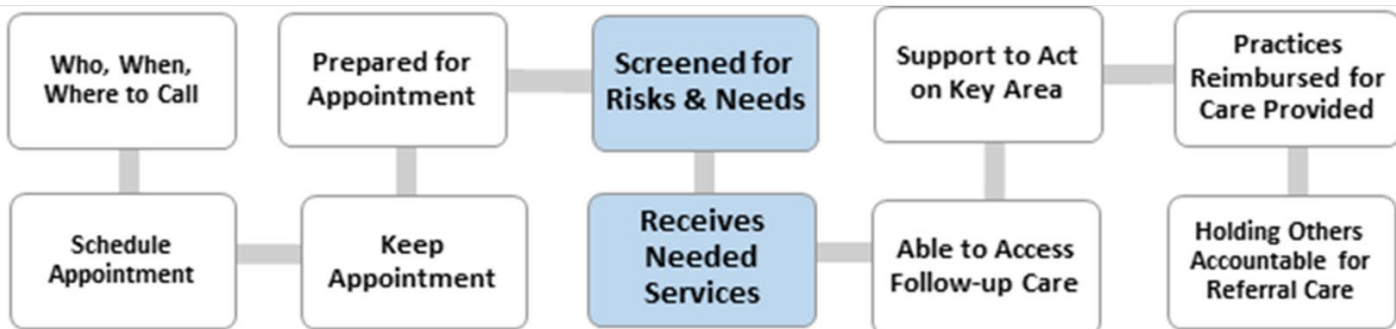 Who, When,
Where to Call
Schedule
Appointment
Keep
Appointment
Prepared for
Appointment
Screened for
Risks & Needs
Receives
Needed
Services
Able to Access
Follow-up Care
Support to Act
on Key Area
Practices
Reimbursed for
Care Provided
Holding Others
Accountable for
Referral Care